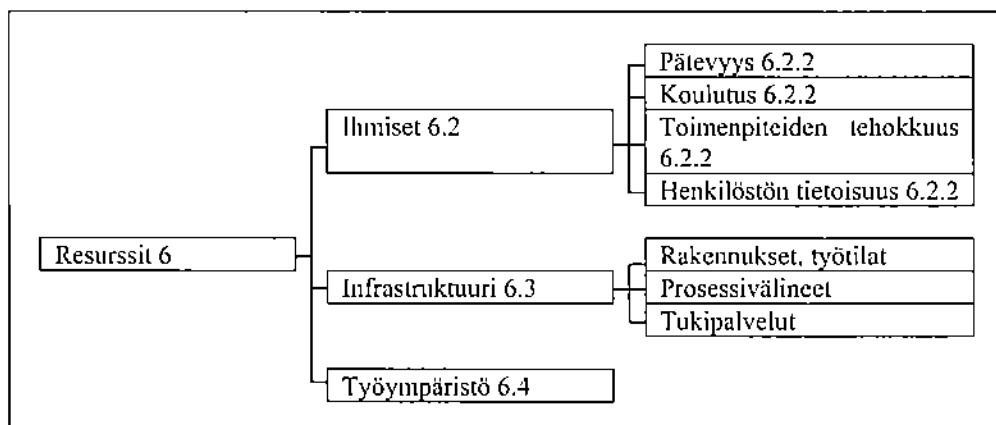 Pätevyys 6.2.2
Koulutus 6.2.2
Ihmiset 6.2
Toimenpiteiden tehokkuus
6.2.2
Henkilöstön tietoisuus 6.2.2
Resurssit 6
Rakennukset, työtilat
Infrastruktuuri 6.3
Prosessivälineet
Tukipalvelut
Työympäristö 6.4